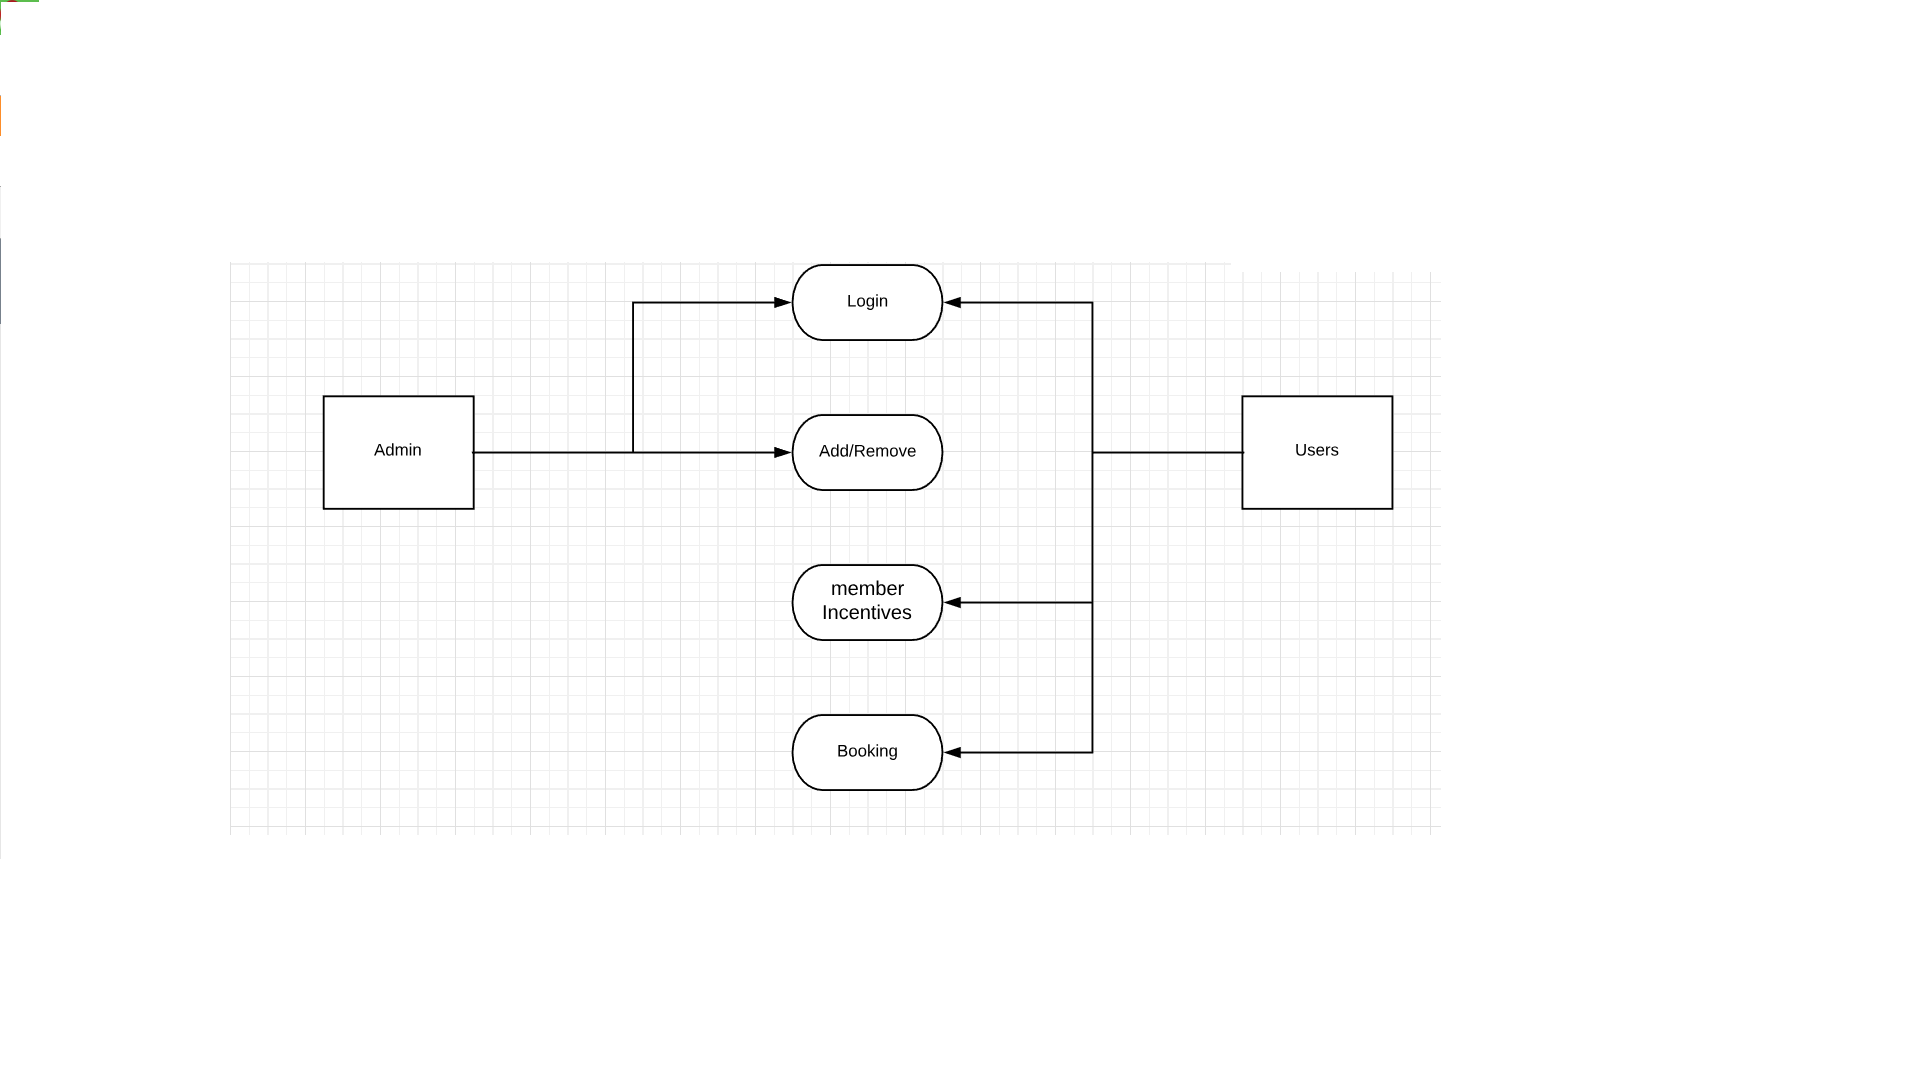 Login
Admin
Add/Remove
Users
member
Incentives
Booking